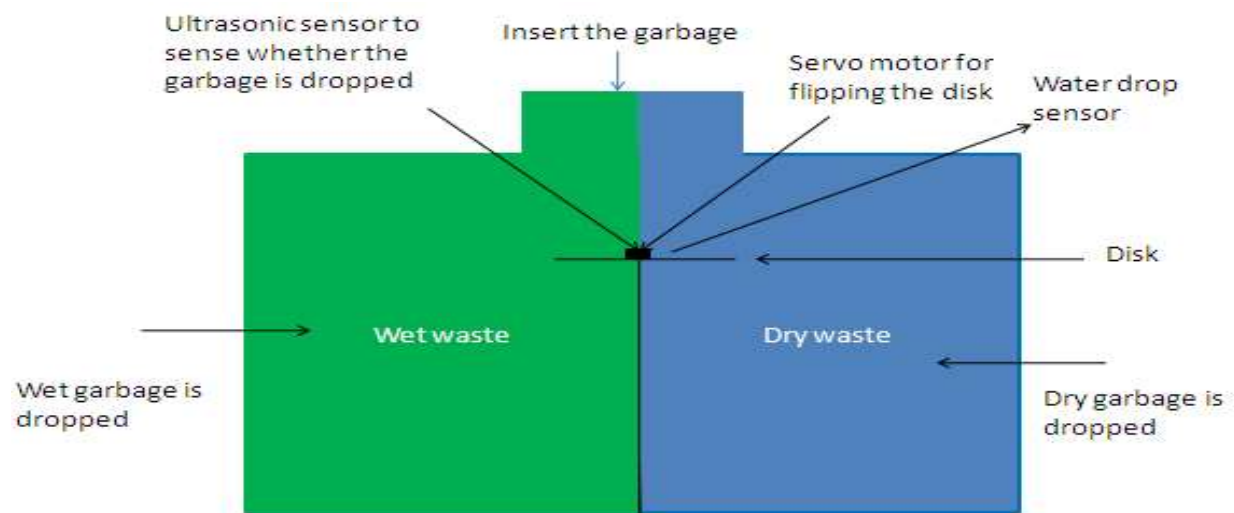 Ultrasonic sensor to
sense whether the
garbage is dropped
Insert the garbage
Servo motor for
flipping the disk
Water drop
sensor
Disk
Wet waste
Dry waste
Wet garbage is
dropped
Dry garbage is
dropped